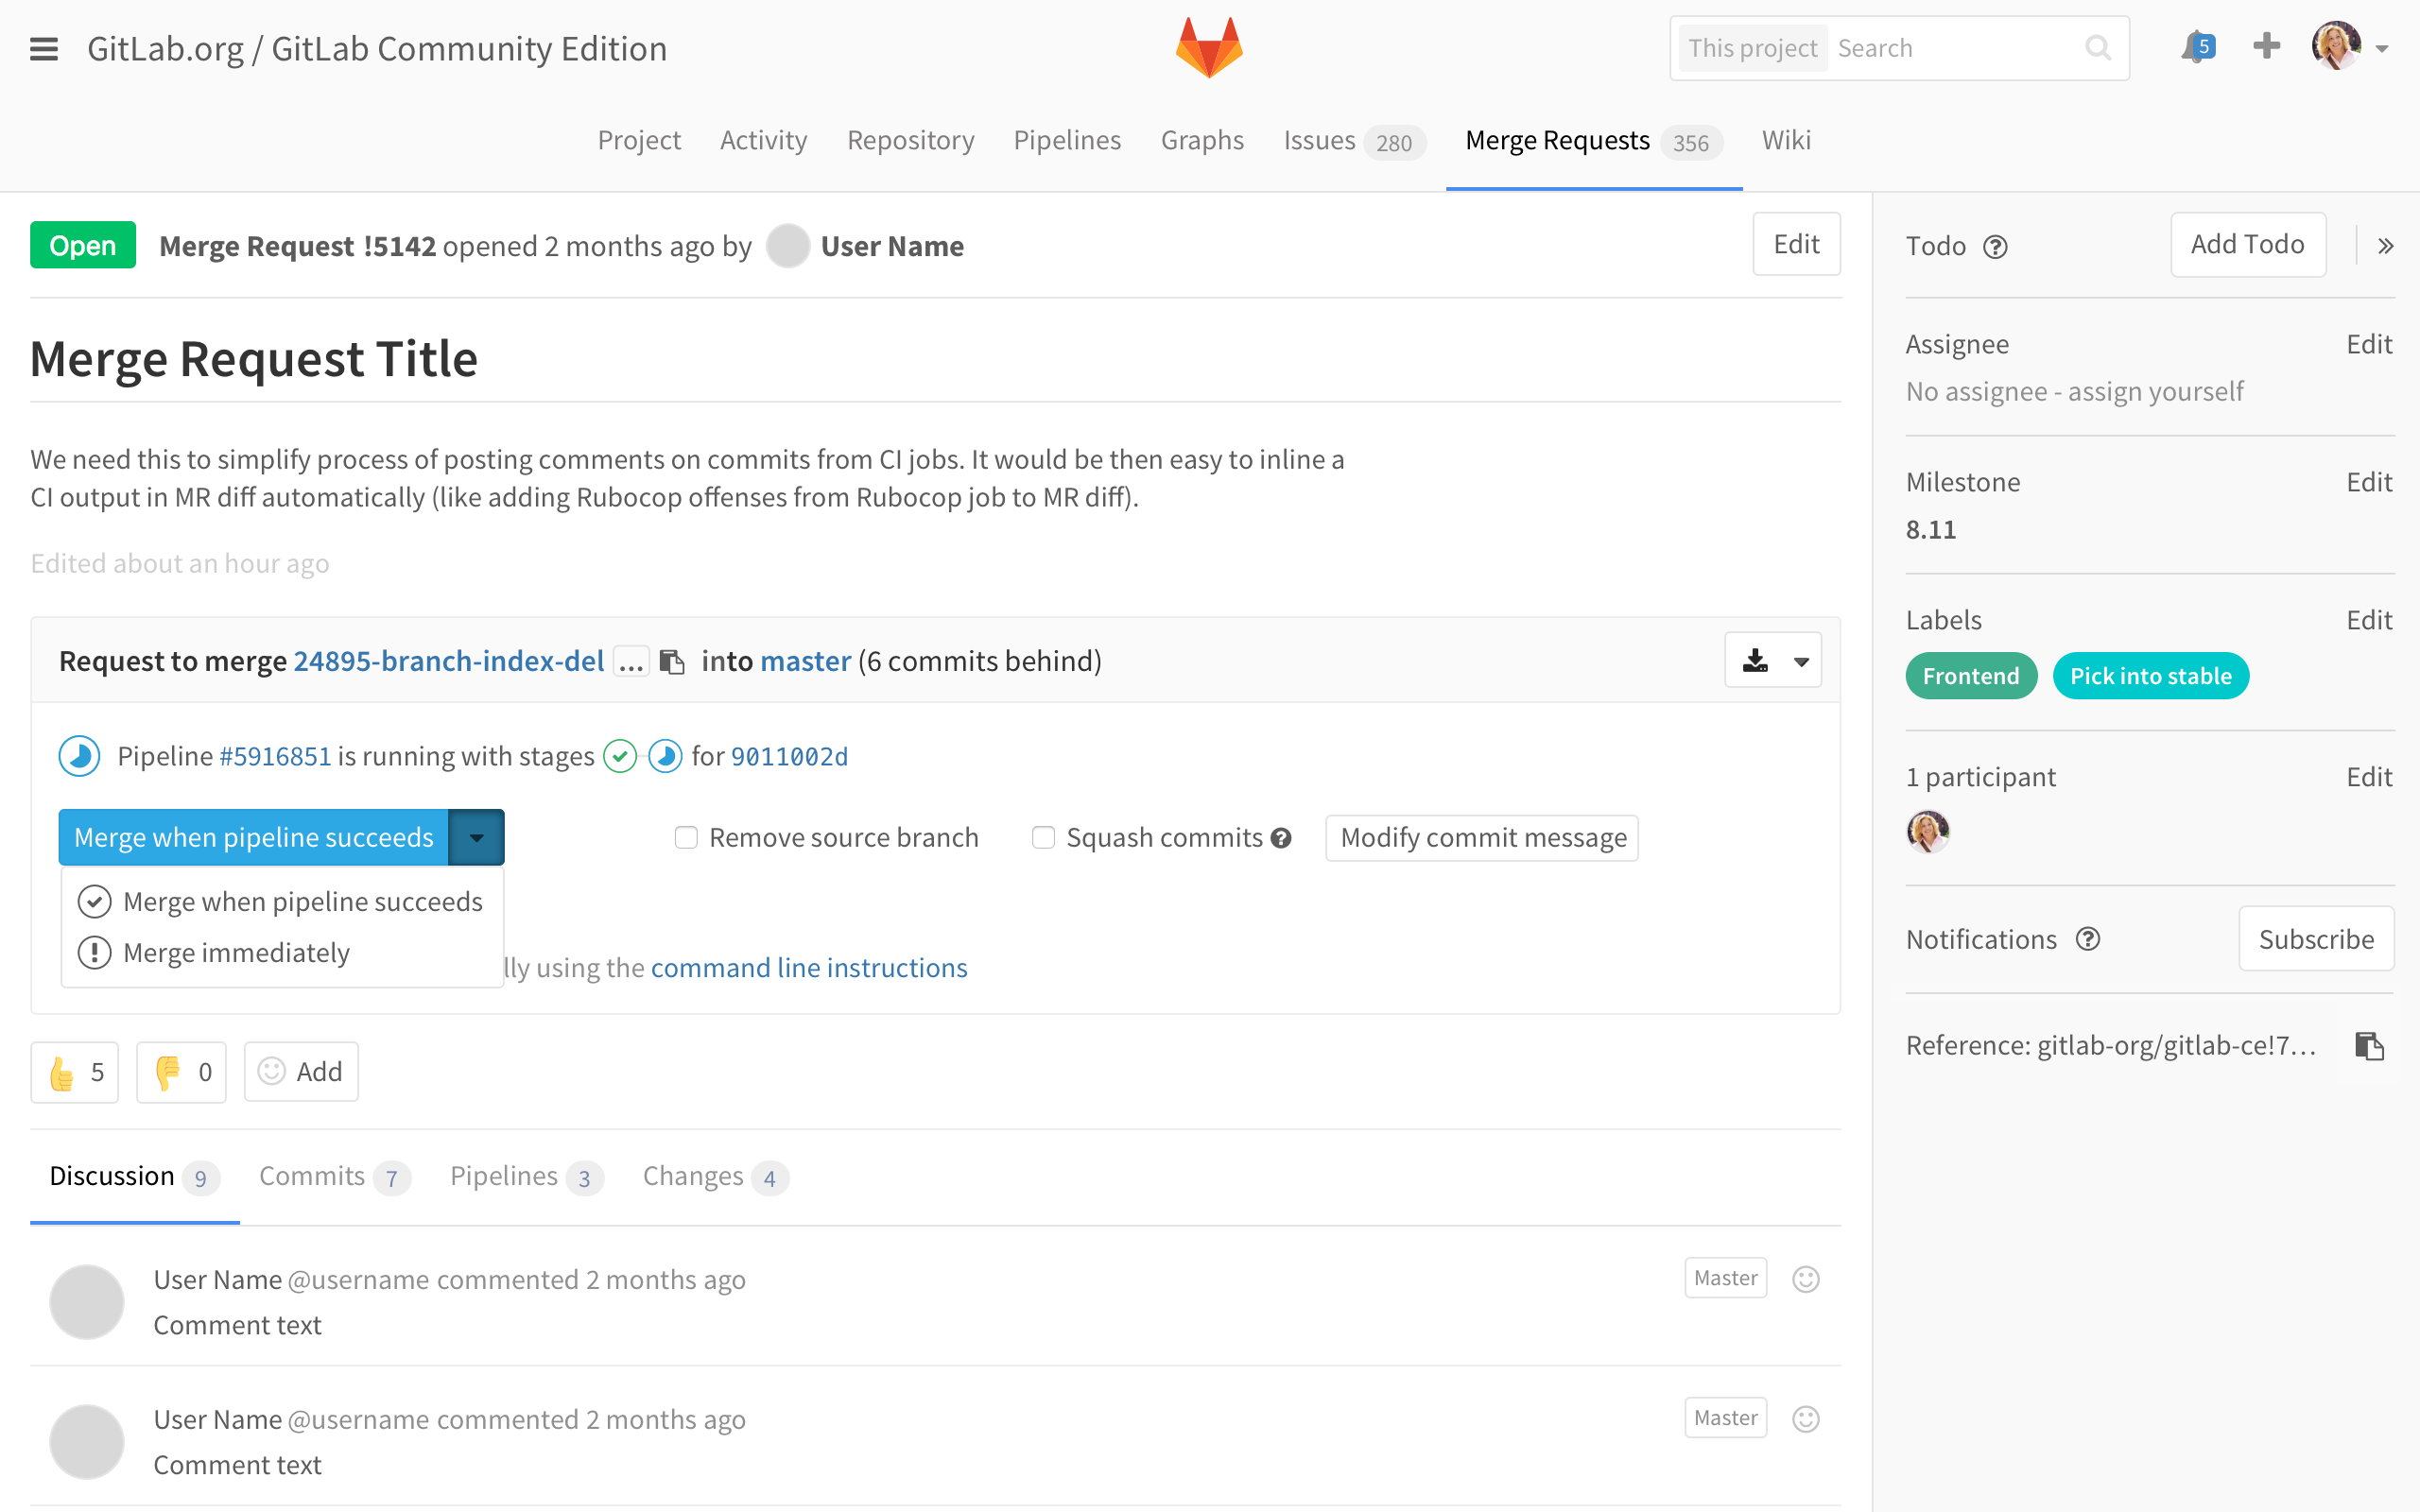 GitLab.org / GitLab Community Edition
This project Search
5
Project Activity Repository Pipelines Graphs Issues 280 Merge Requests 356 Wiki
Open Merge Request !5142 opened 2 months ago by User Name Edit
Merge Request Title
We need this to simplify process of posting comments on commits from CI jobs. It would be then easy to inline a
CI output in MR diff automatically (like adding Rubocop offenses from Rubocop job to MR diff).
Edited about an hour ago
Request to merge 24895-branch-index-del ... into master (6 commits behind)
Pipeline #5916851 is running with stages for 9011002d
Merge when pipeline succeeds Remove source branch Squash commits Modify commit message
Merge when pipeline succeeds
Merge immediately
lly using the command line instructions
5 0 Add
Discussion 9 Commits 7 Pipelines 3 Changes 4
User Name @username commented 2 months ago Master
Comment text
User Name @username commented 2 months ago Master
Comment text
Todo Add Todo
Assignee Edit
No assignee - assign yourself
Milestone Edit
8.11
Labels Edit
Frontend Pick into stable
1 participant Edit
Notifications Subscribe
Reference: gitlab-org/gitlab-ce!7...